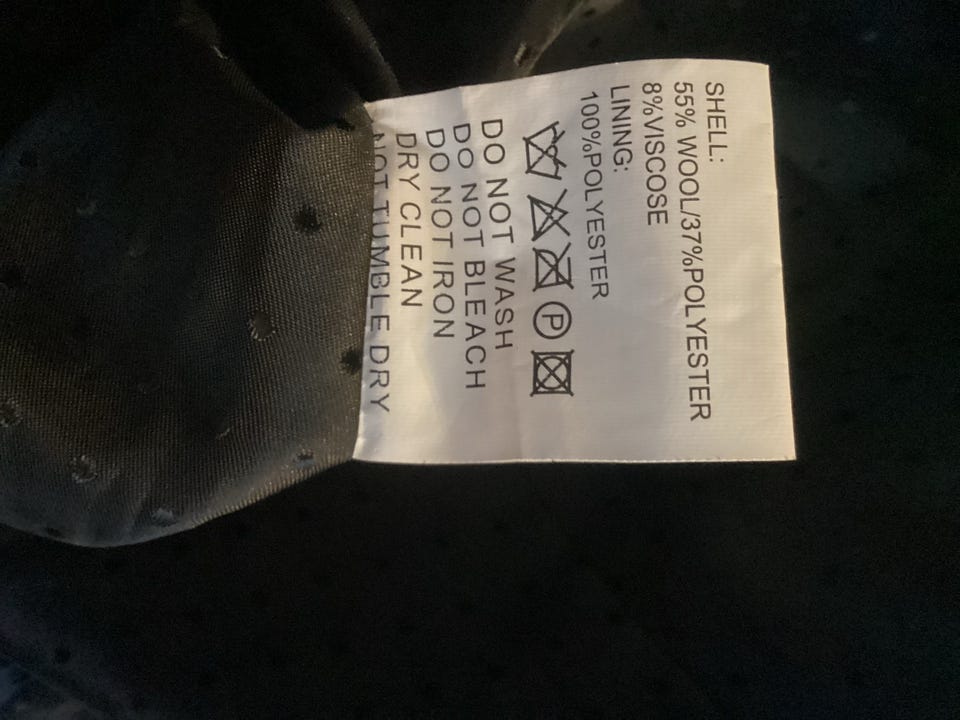 SHELL:
55% WOOL/37%POLYESTER
8%VISCOSE
LINING:
100%POLYESTER
P
DO NOT WASH
DO NOT BLEACH
DO NOT IRON
DRY CLEAN
NOT TUMBLE DRY